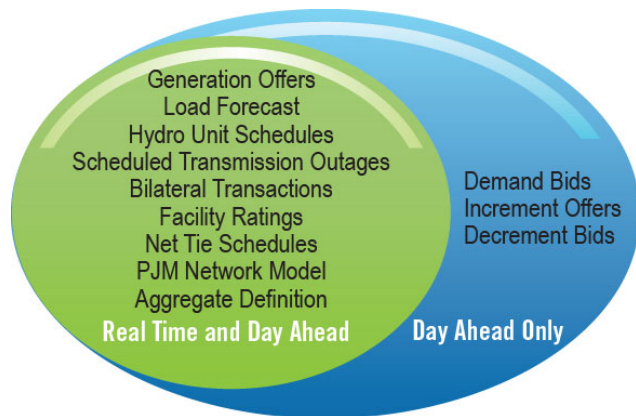 Generation Offers
Load Forecast
Hydro Unit Schedules
Scheduled Transmission Outages
Bilateral Transactions
Facility Ratings
Net Tie Schedules
PJM Network Model
Aggregate Definition
Real Time and Day Ahead
Demand Bids
Increment Offers
Decrement Bids
Day Ahead Only